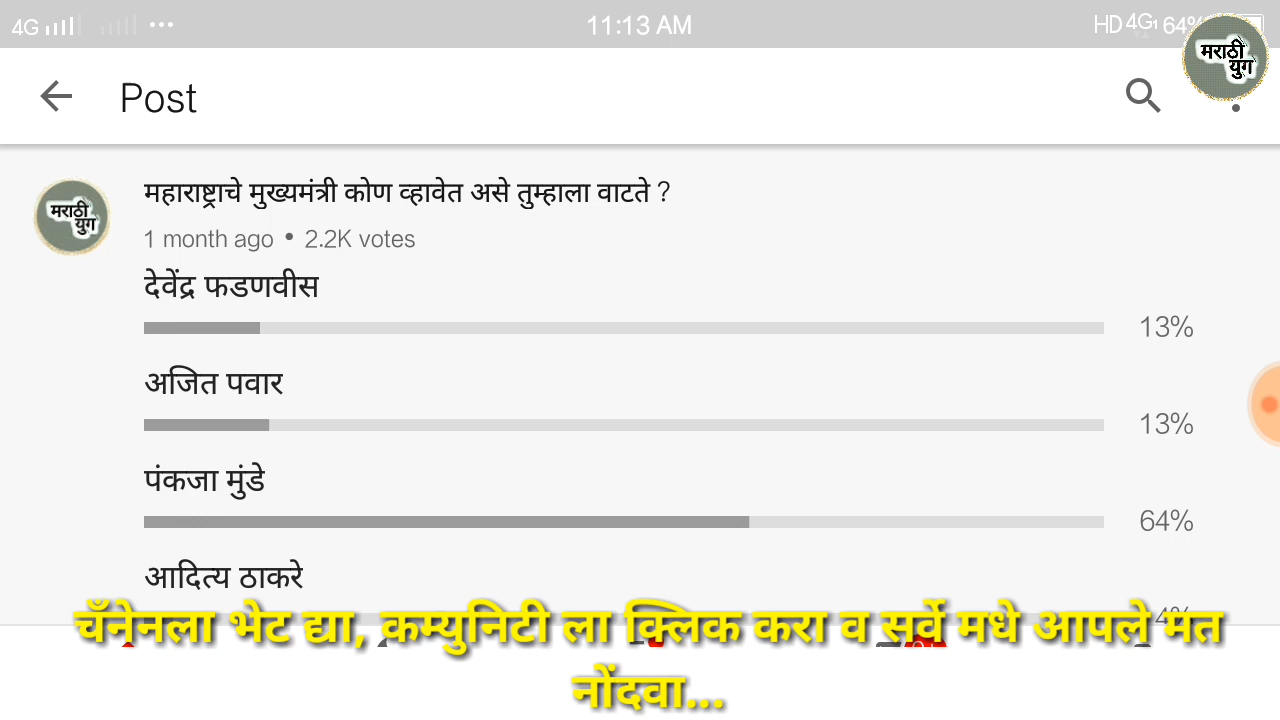 4G 11:13 AM HD 4G 64%
मराठी
युग
Post
महाराष्ट्राचे मुख्यमंत्री कोण व्हावेत असे तुम्हाला वाटते ?
मराठी
युग
1 month ago • 2.2K votes
देवेंद्र फडणवीस
13%
अजित पवार
13%
पंकजा मुंडे
64%
आदित्य ठाकरे
चँनेनला भेट द्या, कम्युनिटी ला क्लिक करा व सर्वे मधे आपले मत
नोंदवा...